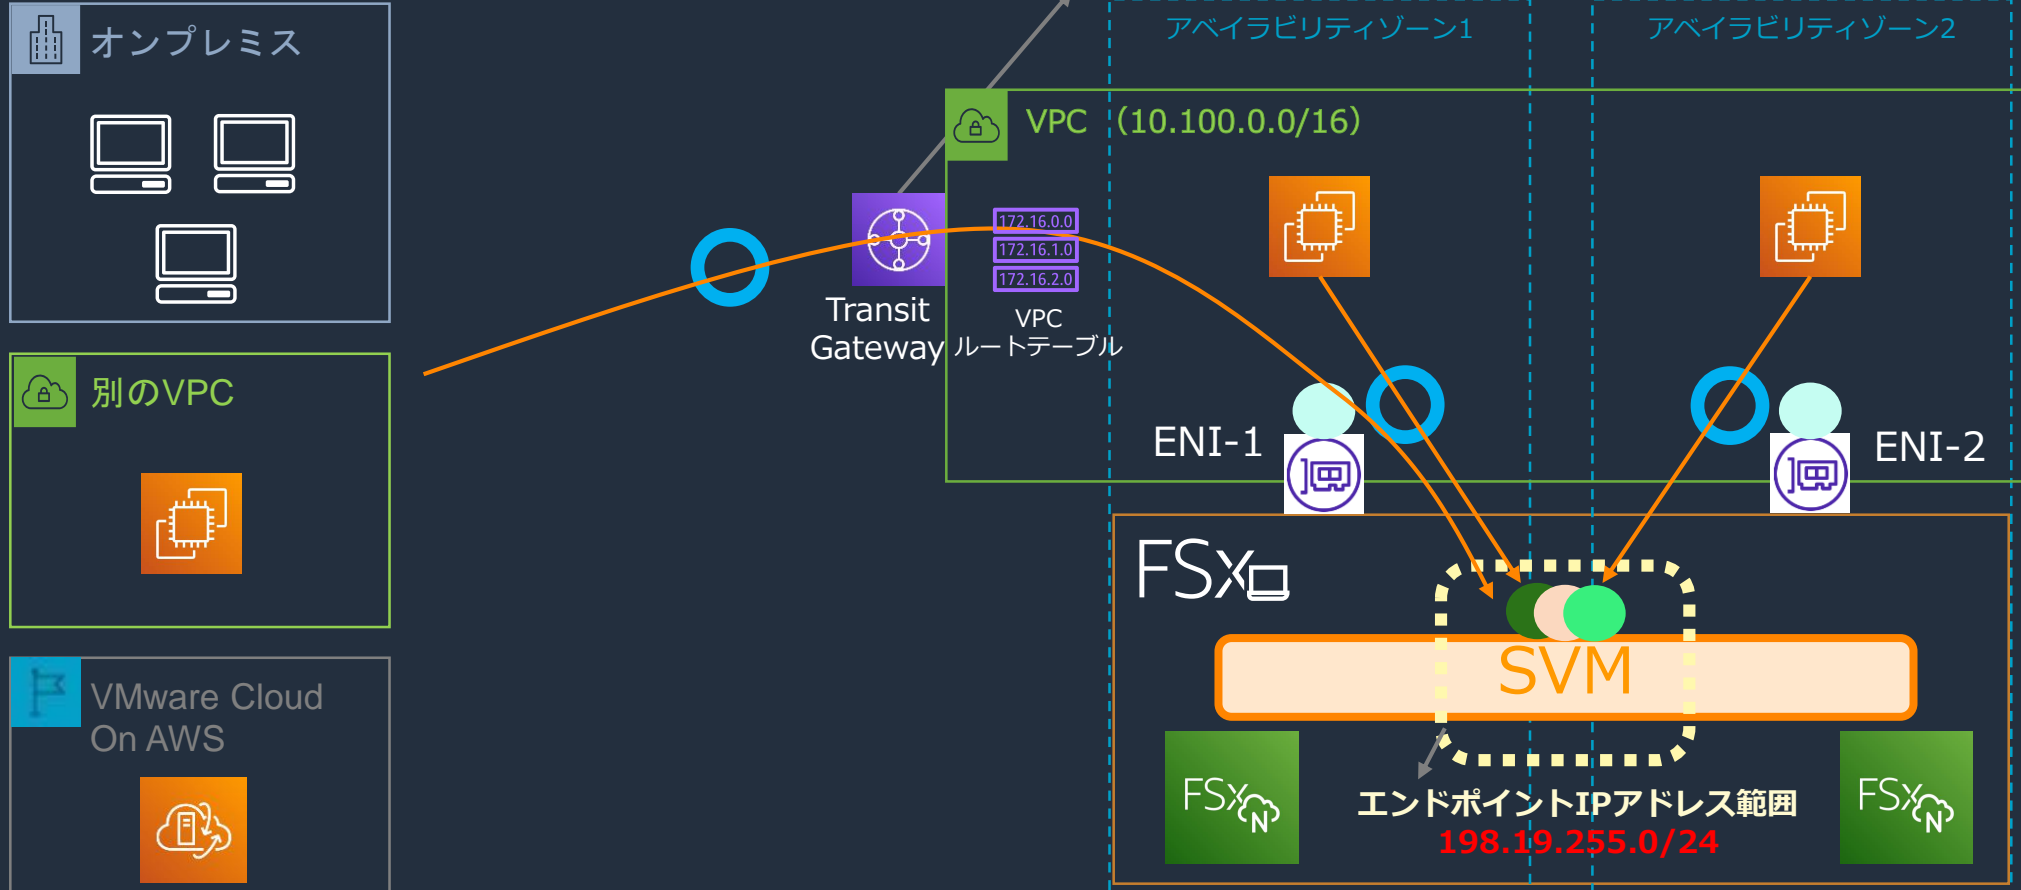 オンプレミス
アベイラビリティゾーン1
アベイラビリティゾーン2
VPC （10.100.0.0/16）
172.16.0.0
172.16.1.0
172.16.2.0
Transit
Gateway
VPC
ルートテーブル
別のVPC
ENI-1
ENI-2
FSx
SVM
VMware Cloud
On AWS
FSx
N
エンドポイントIPアドレス範囲
198.19.255.0/24
FSx
N